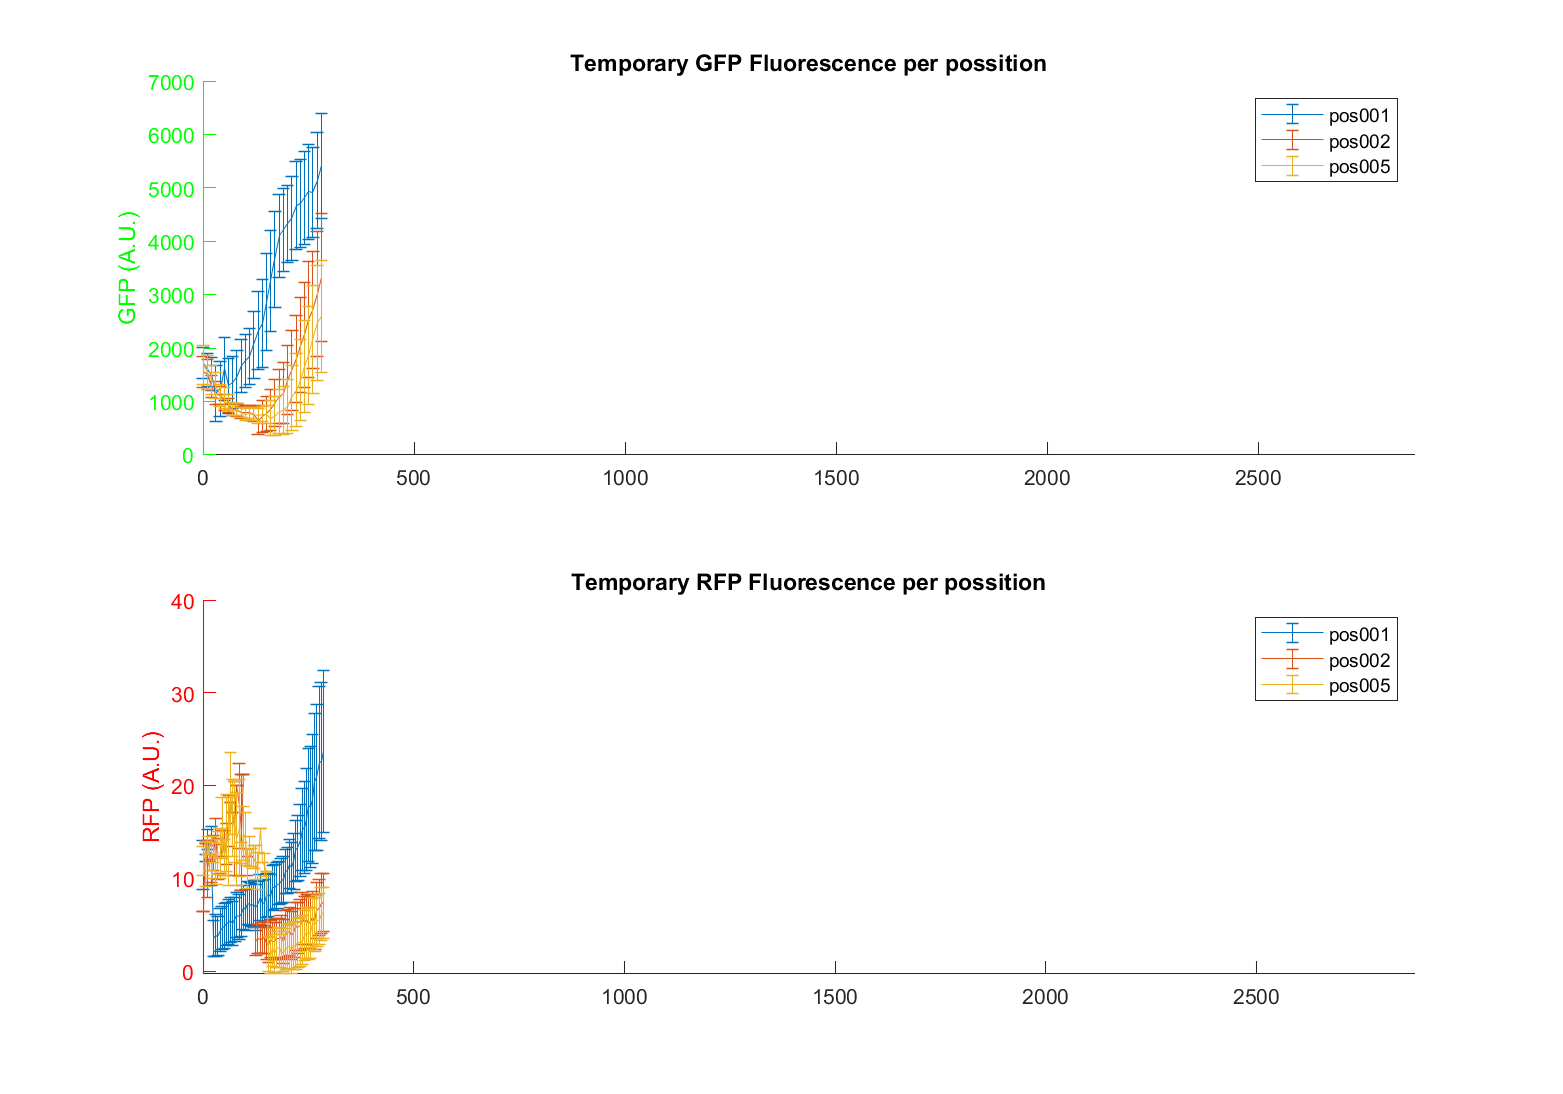 Temporary GFP Fluorescence per possition
7000
6000
5000
4000
3000
2000
1000
0
GFP (A.U.)
pos001
pos002
pos005
0 500 1000 1500 2000 2500
Temporary RFP Fluorescence per possition
40
30
20
10
0
RFP (A.U.)
pos001
pos002
pos005
0 500 1000 1500 2000 2500